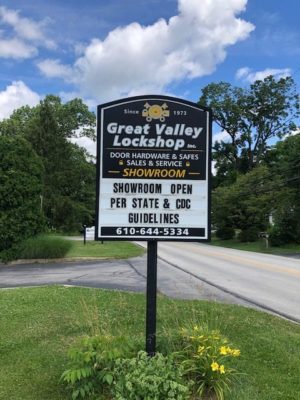 Since 1973
Great Valley
Lockshop Inc.
DOOR HARDWARE & SAFES
SALES & SERVICE
SHOWROOM
SHOWROOM OPEN
PER STATE & CDC
GUIDELINES
610-644-5334